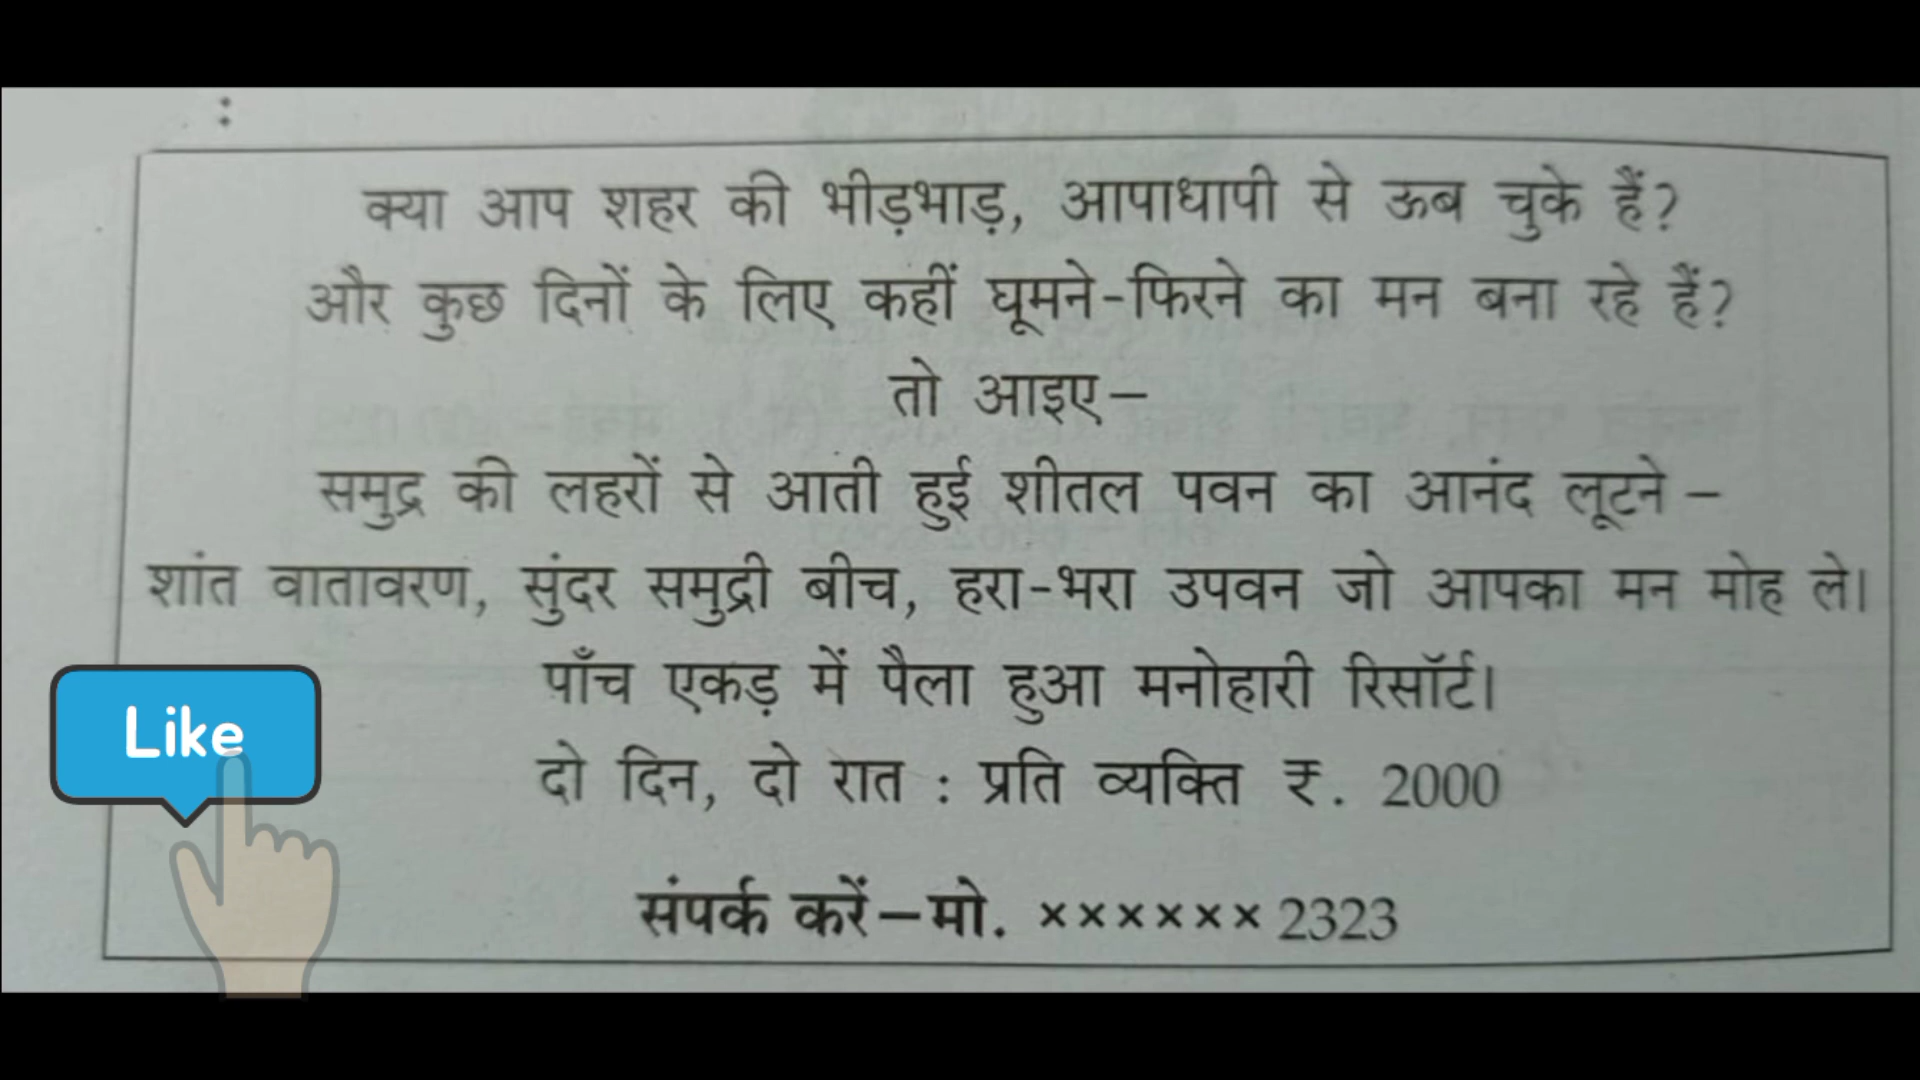 क्या आप शहर की भीड़भाड़, आपाधापी से ऊब चुके हैं?
और कुछ दिनों के लिए कहीं घूमने-फिरने का मन बना रहे हैं?
तो आइए–
समुद्र की लहरों से आती हुई शीतल पवन का आनंद लूटने –
शांत वातावरण, सुंदर समुद्री बीच, हरा-भरा उपवन जो आपका मन मोह ले।
पाँच एकड़ में पैला हुआ मनोहारी रिसॉर्ट।
Like
दो दिन, दो रात : प्रति व्यक्ति ₹. 2000
संपर्क करें–मो. ×××××× 2323